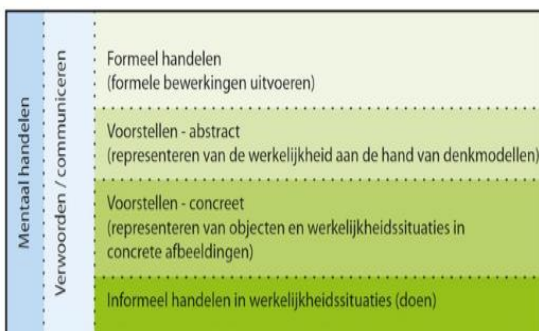 Mentaal handelen
Verwoorden / communiceren
Formeel handelen
(formele bewerkingen uitvoeren)
Voorstellen - abstract
(representeren van de werkelijkheid aan de hand van denkmodellen)
Voorstellen - concreet
(representeren van objecten en werkelijkheidssituaties in
concrete afbeeldingen)
Informeel handelen in werkelijkheidssituaties (doen)